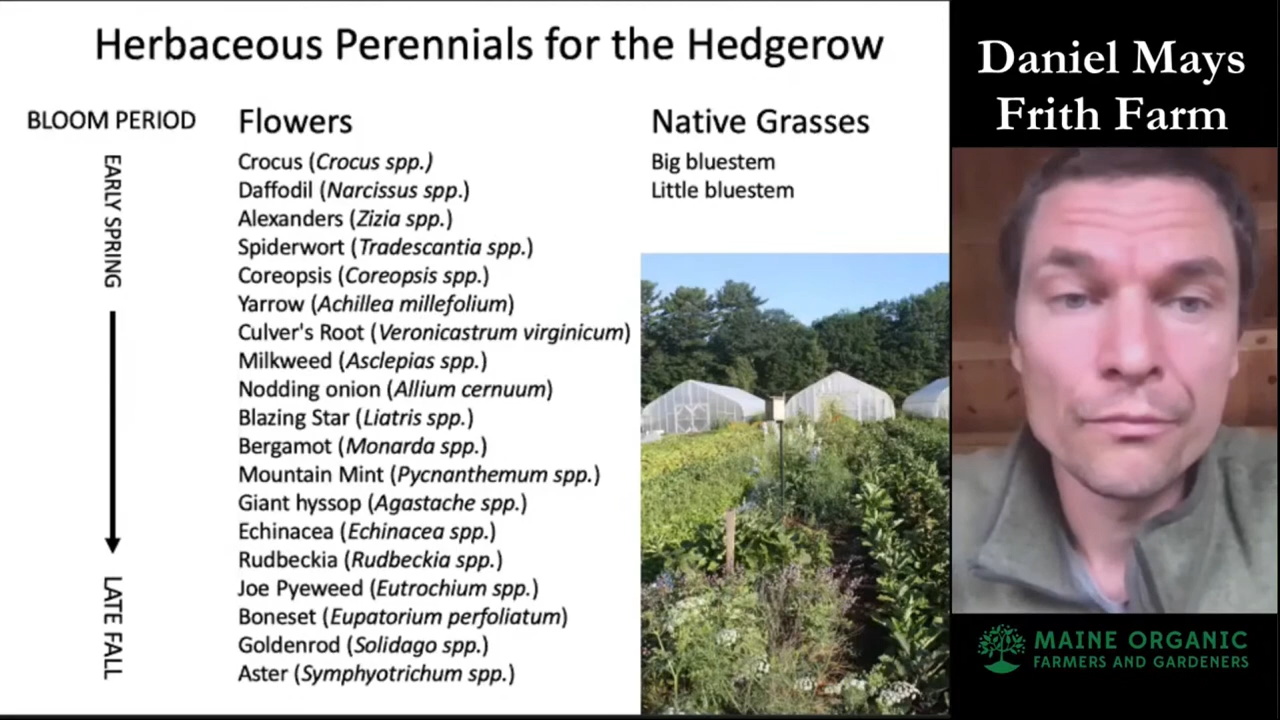 Herbaceous Perennials for the Hedgerow
BLOOM PERIOD
EARLY SPRING
LATE FALL
Flowers
Crocus (Crocus spp.)
Daffodil (Narcissus spp.)
Alexanders (Zizia spp.)
Spiderwort (Tradescantia spp.)
Coreopsis (Coreopsis spp.)
Yarrow (Achillea millefolium)
Culver's Root (Veronicastrum virginicum)
Milkweed (Asclepias spp.)
Nodding onion (Allium cernuum)
Blazing Star (Liatris spp.)
Bergamot (Monarda spp.)
Mountain Mint (Pycnanthemum spp.)
Giant hyssop (Agastache spp.)
Echinacea (Echinacea spp.)
Rudbeckia (Rudbeckia spp.)
Joe Pyeweed (Eutrochium spp.)
Boneset (Eupatorium perfoliatum)
Goldenrod (Solidago spp.)
Aster (Symphyotrichum spp.)
Native Grasses
Big bluestem
Little bluestem
Daniel Mays
Frith Farm
MAINE ORGANIC
FARMERS AND GARDENERS